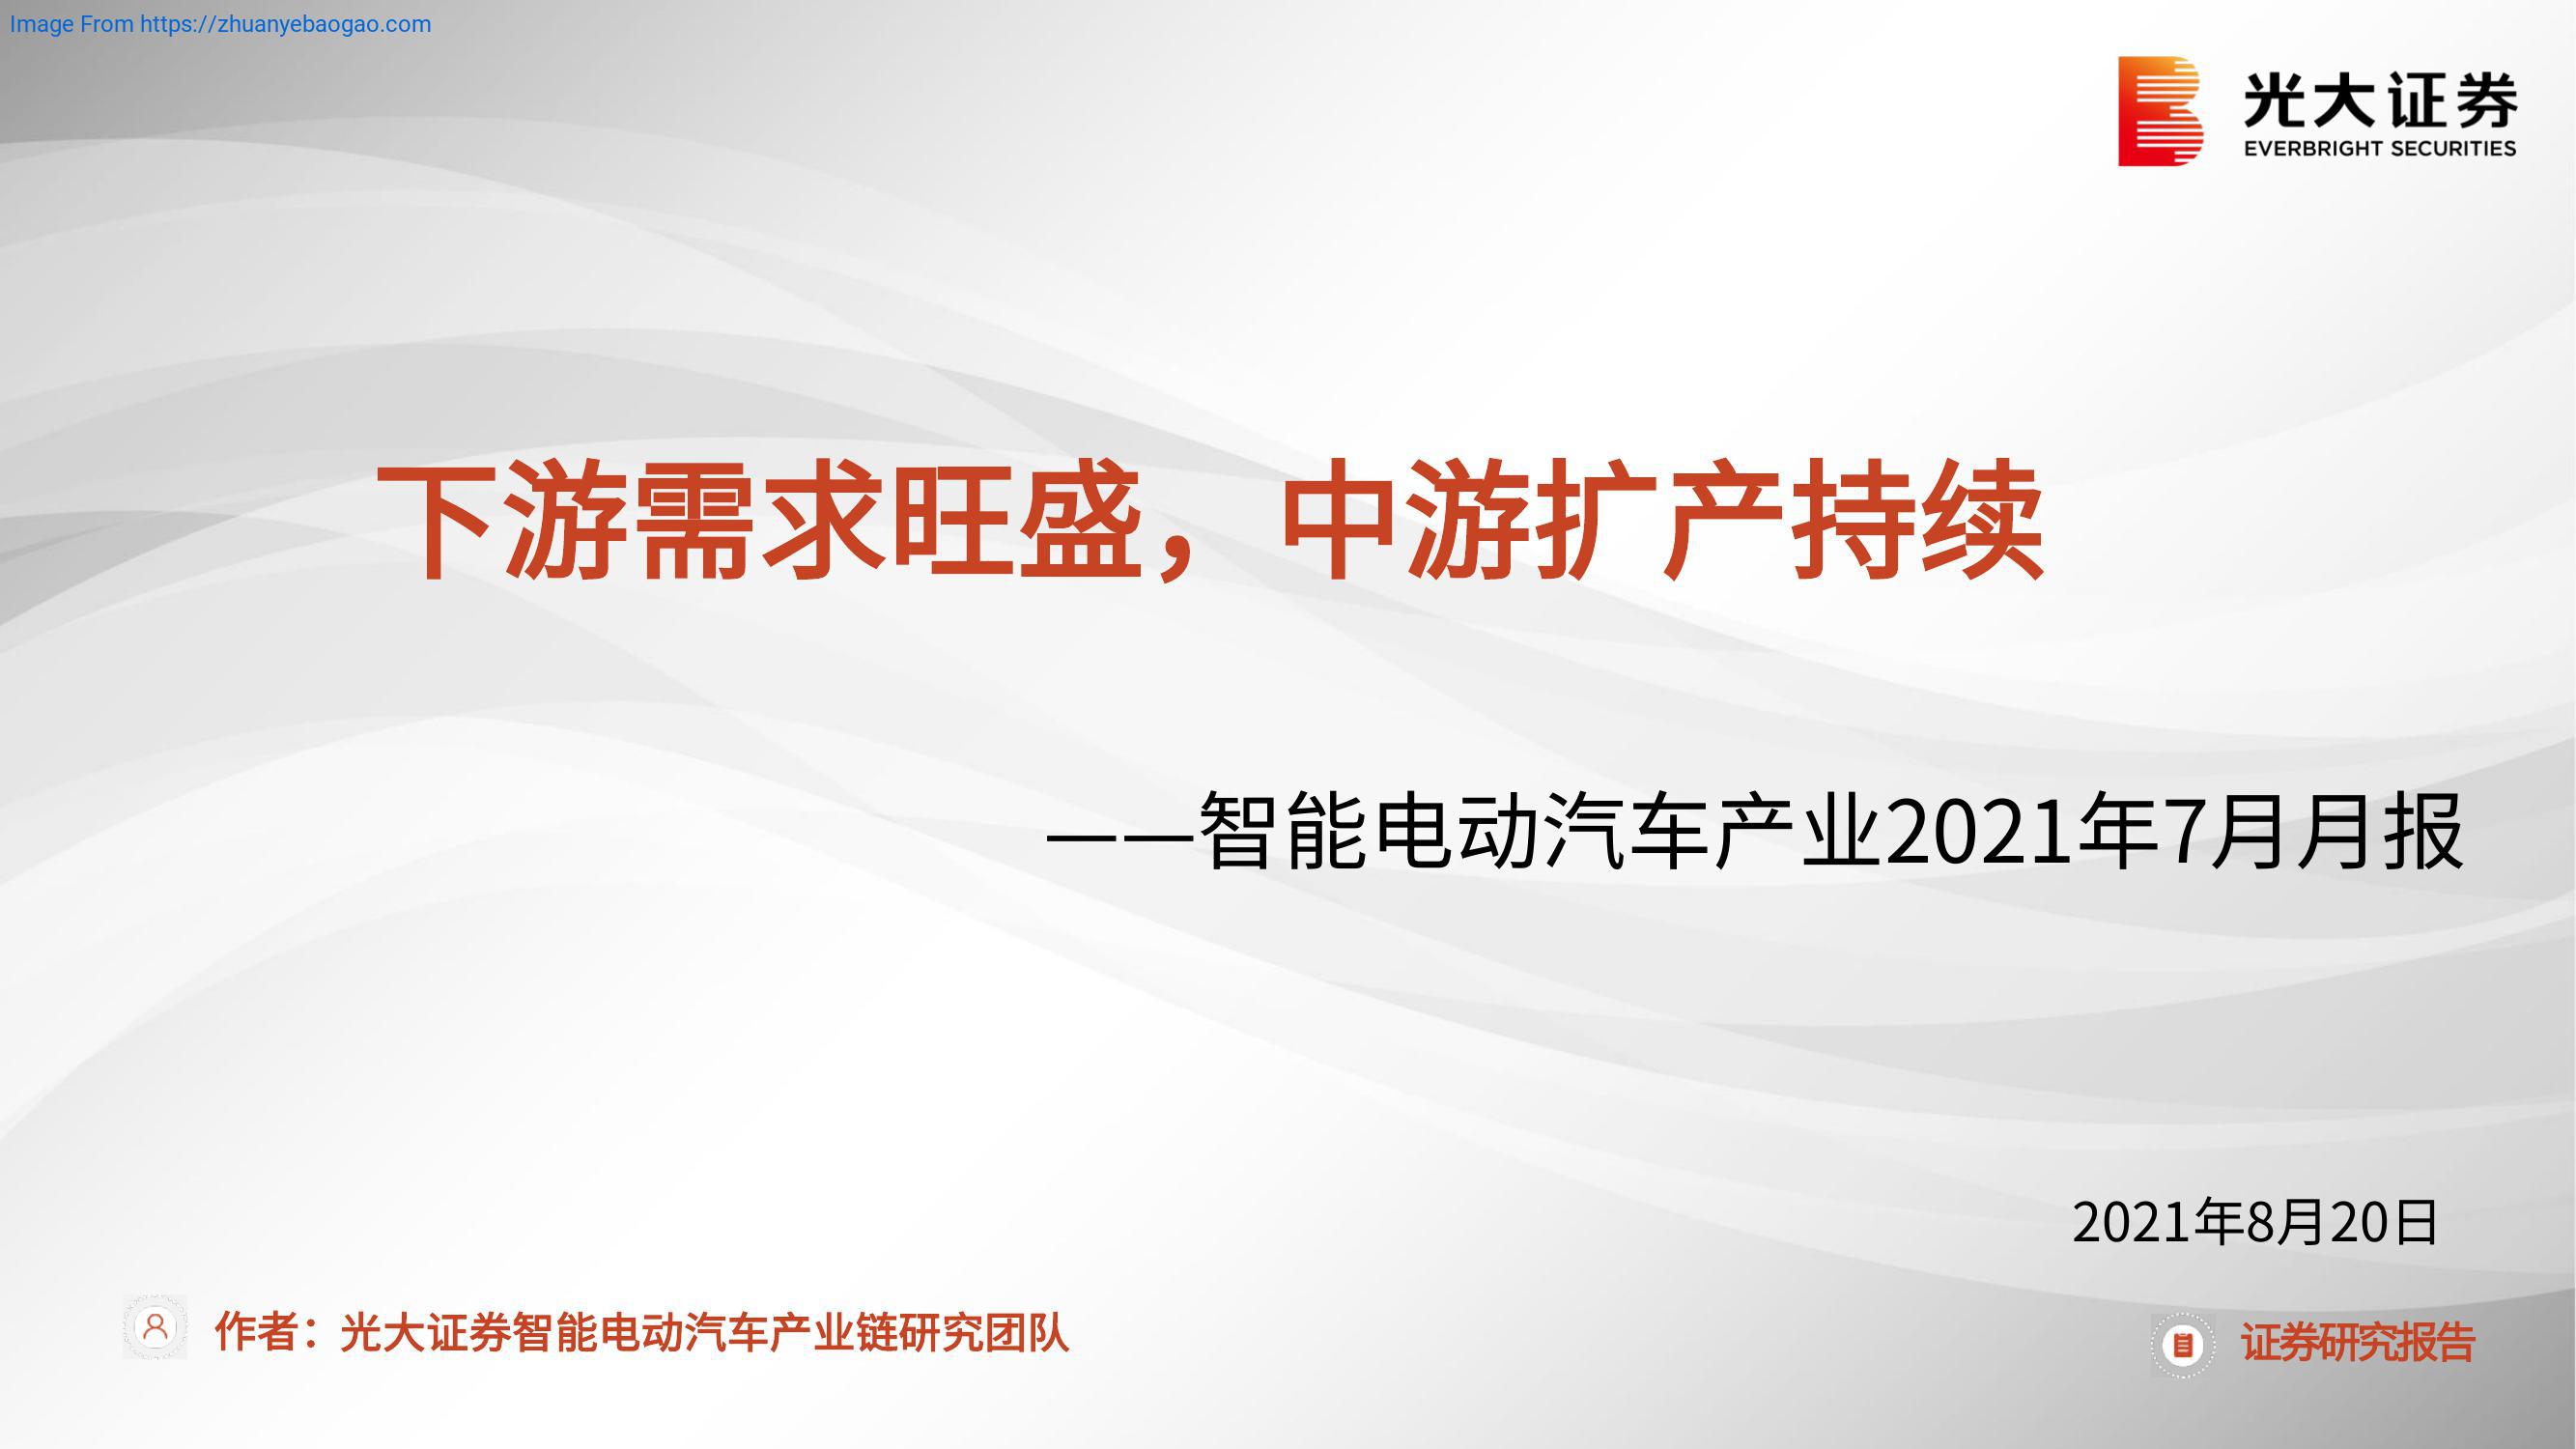 Image From https://zhuanyebaogao.com
光大证券
EVERBRIGHT SECURITIES
下游需求旺盛，中游扩产持续
——智能电动汽车产业2021年7月月报
2021年8月20日
作者：光大证券智能电动汽车产业链研究团队
证券研究报告